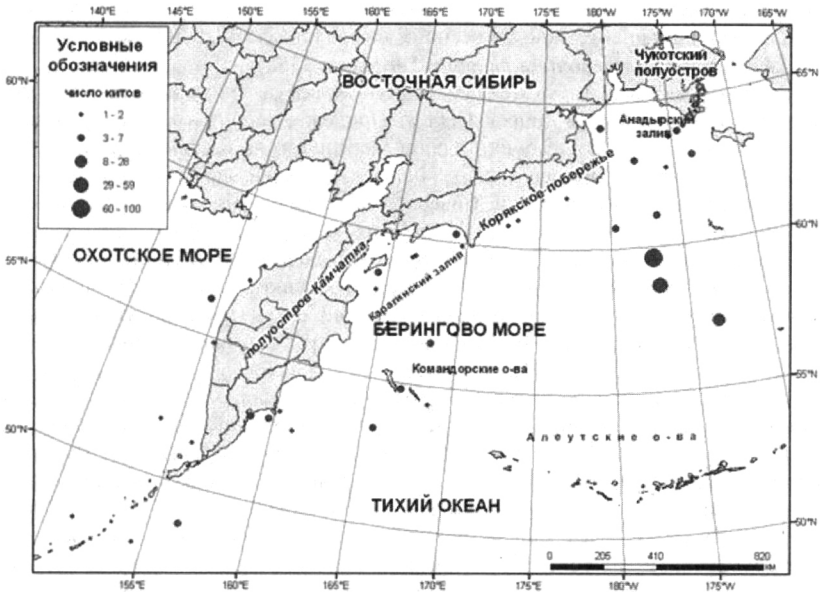 140°E 145°E 150°E 155°E 160°E 165°E 170°E 175°E 180°W 175°W 170°W 165°W
Условные
обозначения
число китов
1 - 2
3 - 7
8 - 28
29 - 59
60 - 100
Чукотский
полуостров
ВОСТОЧНАЯ СИБИРЬ
60°N
65°N
Анадырский
залив
Корякское побережье
60°N
ОХОТСКОЕ МОРЕ
55°N
полуостров Камчатка
Карагинский залив
БЕРИНГОВО МОРЕ
Командорские о-ва
55°N
50°N
Алеутские о-ва
ТИХИЙ ОКЕАН
50°N
0 205 410 820
км
155°E 160°E 165°E 170°E 175°E 180°W 175°W